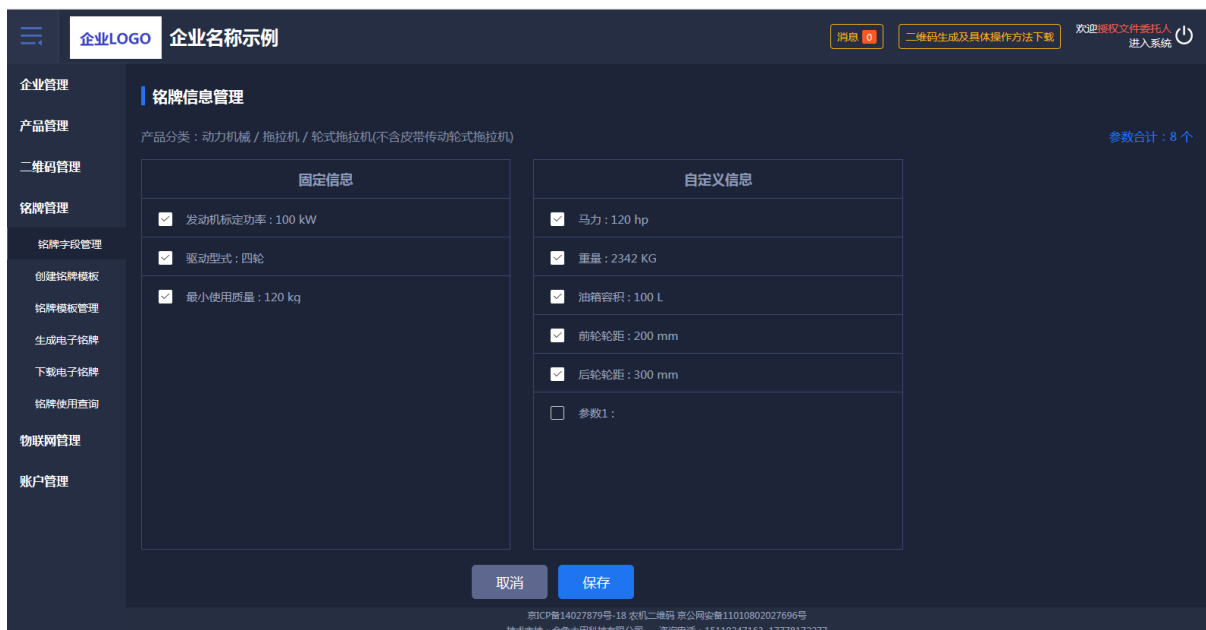 企业LOGO 企业名称示例 消息 0 二维码生成及具体操作方法下载 欢迎授权文件委托人
进入系统
企业管理
铭牌信息管理
产品管理
产品分类：动力机械 / 拖拉机 / 轮式拖拉机(不含皮带传动轮式拖拉机) 参数合计：8 个
二维码管理
固定信息 自定义信息
铭牌管理
发动机标定功率 : 100 kW 马力 : 120 hp
铭牌字段管理
驱动型式 : 四轮 重量 : 2342 KG
创建铭牌模板
最小使用质量 : 120 kg 油箱容积 : 100 L
铭牌模板管理
前轮轮距 : 200 mm
生成电子铭牌
下载电子铭牌
后轮轮距 : 300 mm
铭牌使用查询
参数1 :
物联网管理
账户管理
取消 保存
京ICP备14027879号-18 农机二维码 京公网安备11010802027696号